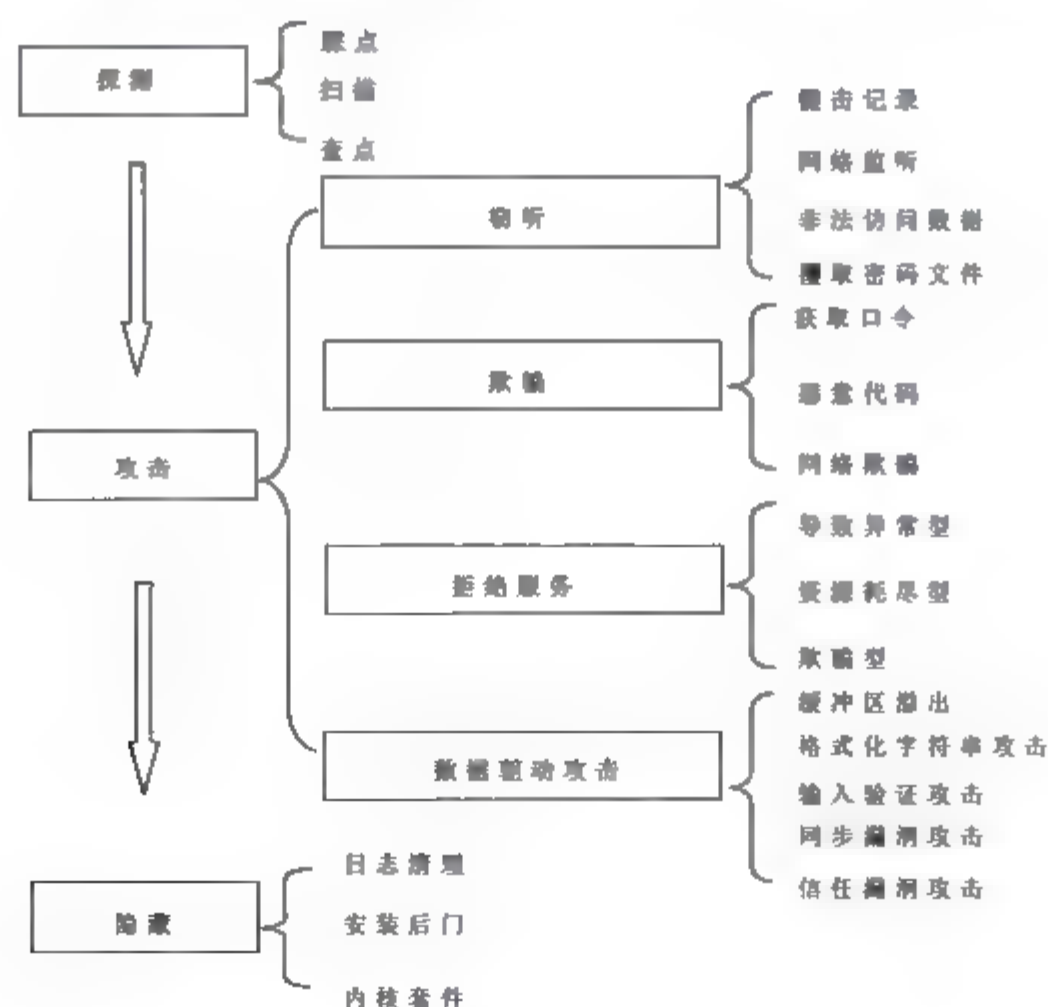 探测
踩点
扫描
查点
攻击
窃听
键击记录
网络监听
非法访问数据
攫取密码文件
欺骗
获取口令
恶意代码
网络欺骗
拒绝服务
导致异常型
资源耗尽型
欺骗型
数据驱动攻击
缓冲区溢出
格式化字符串攻击
输入验证攻击
同步漏洞攻击
信任漏洞攻击
隐藏
日志清理
安装后门
内核套件